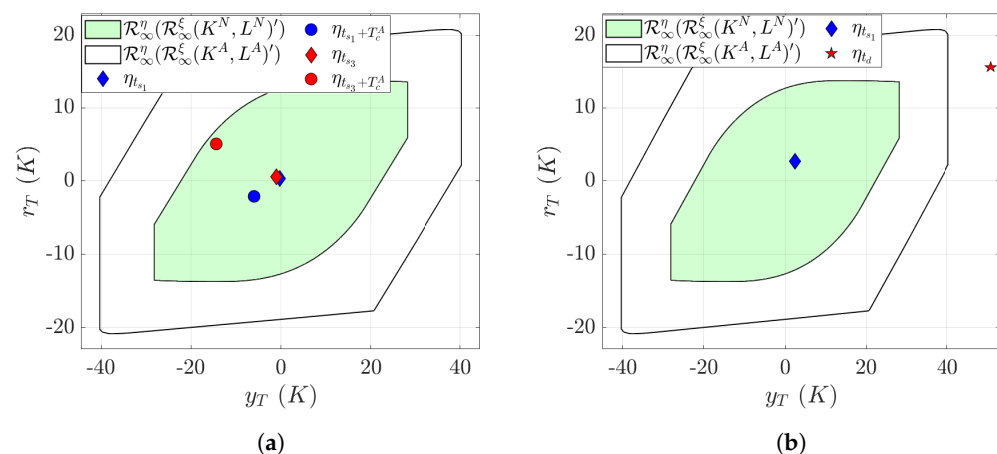 20
10
0
-10
-20
r_T (K)
-40 -20 0 20 40
y_T (K)
ℛ^η_∞(ℛ^ξ_∞(K^N, L^N)′) η_{t_{s_1}+T_c^A}
ℛ^η_∞(ℛ^ξ_∞(K^A, L^A)′) η_{t_{s_3}}
η_{t_{s_1}} η_{t_{s_3}+T_c^A}
(a)
20
10
0
-10
-20
r_T (K)
-40 -20 0 20 40
y_T (K)
ℛ^η_∞(ℛ^ξ_∞(K^N, L^N)′) η_{t_{s_1}}
ℛ^η_∞(ℛ^ξ_∞(K^A, L^A)′) η_{t_d}
(b)